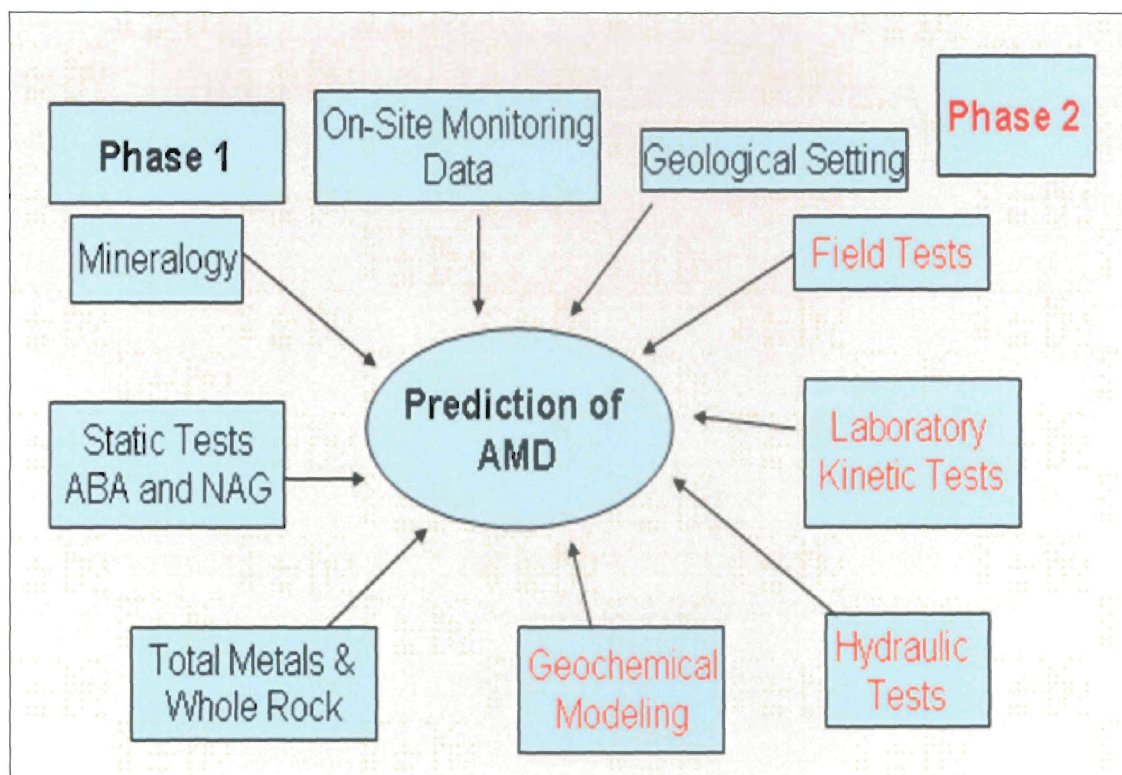 Phase 1
On-Site Monitoring
Data
Geological Setting
Phase 2
Mineralogy
Field Tests
Prediction of
AMD
Static Tests
ABA and NAG
Laboratory
Kinetic Tests
Total Metals &
Whole Rock
Geochemical
Modeling
Hydraulic
Tests